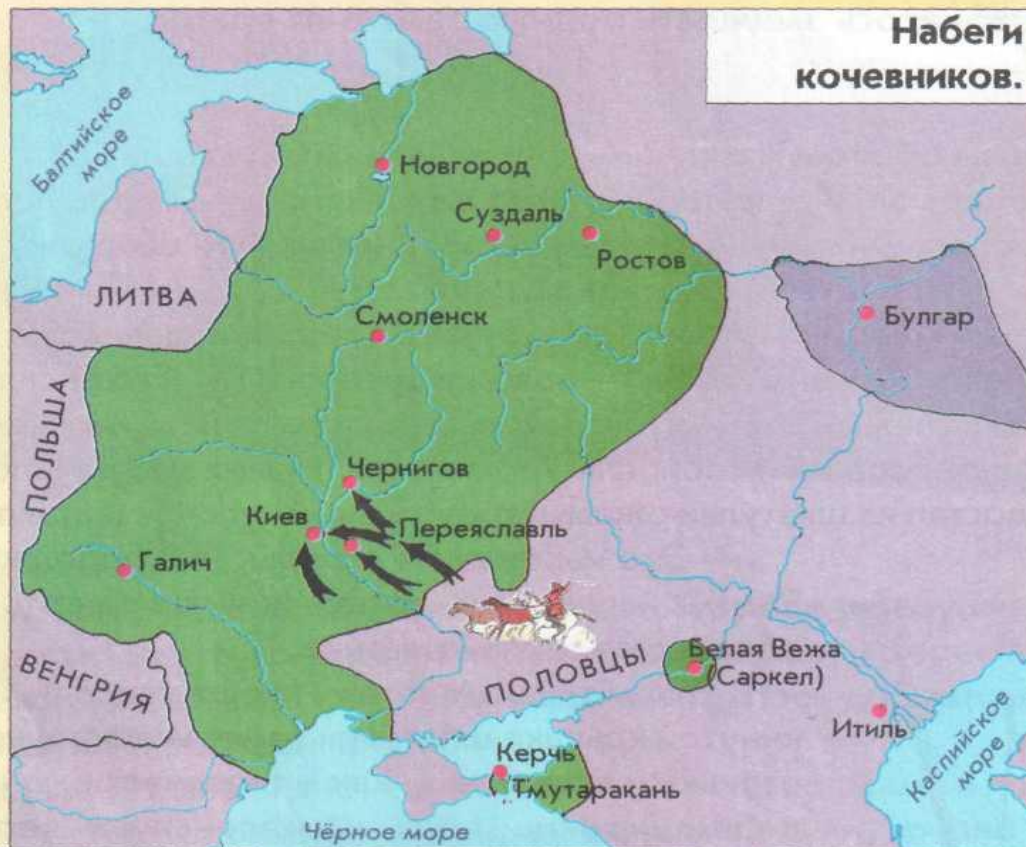 Набеги
кочевников.
Балтийское
море
Новгород
Суздаль
Ростов
ЛИТВА
Смоленск
Булгар
ПОЛЬША
Чернигов
Киев
Переяславль
Галич
ВЕНГРИЯ
ПОЛОВЦЫ
Белая Вежа
(Саркел)
Итиль
Каспийское
море
Керчь
Тмутаракань
Чёрное море